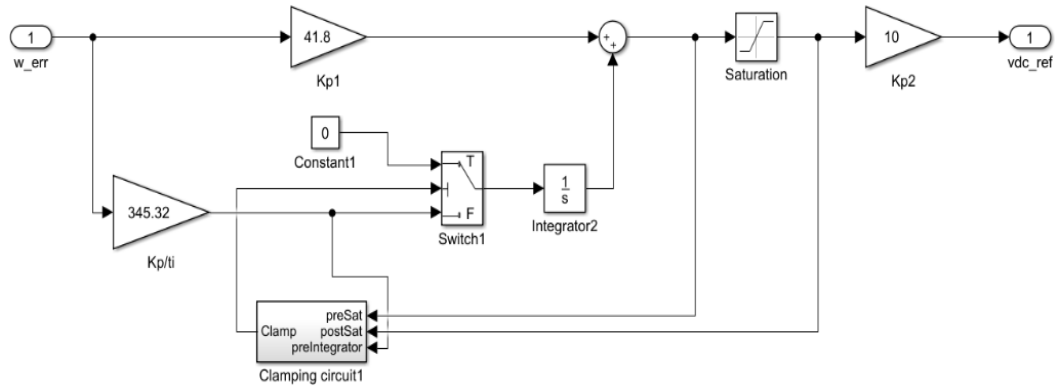 1
w_err
41.8
Kp1
+
+
Saturation
10
Kp2
1
vdc_ref
0
Constant1
T
F
Switch1
1
s
Integrator2
345.32
Kp/ti
Clamp
preSat
postSat
preIntegrator
Clamping circuit1